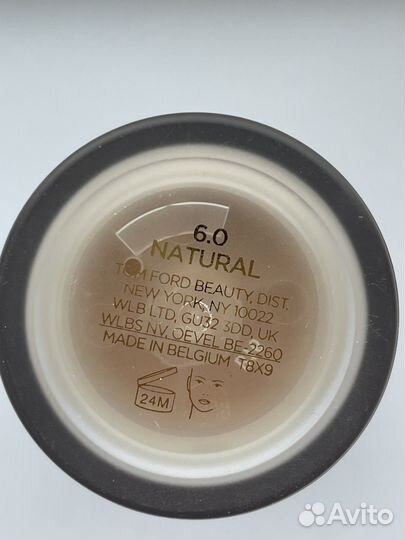 6.0
NATURAL
TOM FORD BEAUTY, DIST.
NEW YORK, NY 10022
WLB LTD, GU32 3DD, UK
WLBS NV. OEVEL BE-2260
MADE IN BELGIUM T8X9
24M
Avito